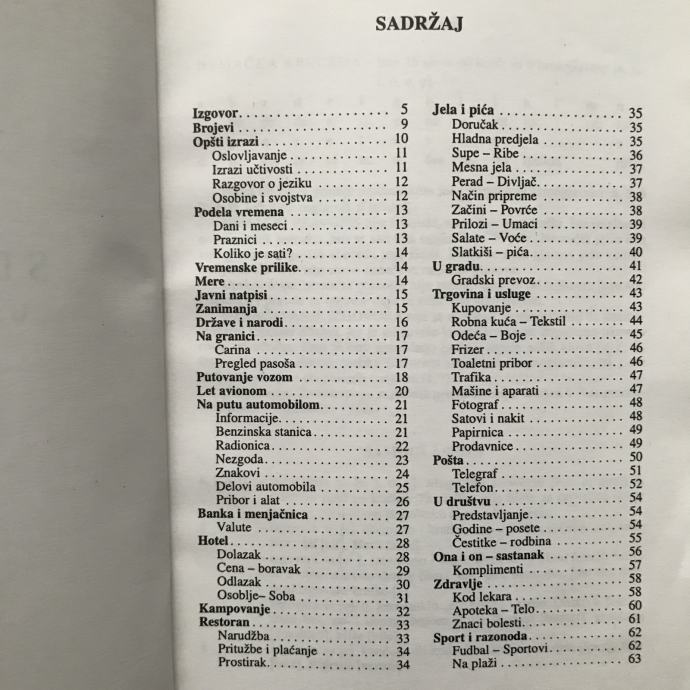 SADRŽAJ
Izgovor 5
Brojevi 9
Opšti izrazi 10
Oslovljavanje 11
Izrazi učtivosti 11
Razgovor o jeziku 12
Osobine i svojstva 12
Podela vremena 13
Dani i meseci 13
Praznici 13
Koliko je sati? 14
Vremenske prilike 14
Mere 14
Javni natpisi 15
Zanimanja 15
Države i narodi 16
Na granici 17
Carina 17
Pregled pasoša 17
Putovanje vozom 18
Let avionom 20
Na putu automobilom 21
Informacije 21
Benzinska stanica 21
Radionica 22
Nezgoda 23
Znakovi 24
Delovi automobila 25
Pribor i alat 26
Banka i menjačnica 27
Valute 27
Hotel 28
Dolazak 28
Cena – boravak 29
Odlazak 30
Osoblje– Soba 31
Kampovanje 32
Restoran 33
Narudžba 33
Pritužbe i plaćanje 34
Prostirak 34
Jela i pića 35
Doručak 35
Hladna predjela 35
Supe – Ribe 36
Mesna jela 37
Perad – Divljač 37
Način pripreme 38
Začini – Povrće 38
Prilozi – Umaci 39
Salate – Voće 39
Slatkiši – pića 40
U gradu 41
Gradski prevoz 42
Trgovina i usluge 43
Kupovanje 43
Robna kuća – Tekstil 44
Odeća – Boje 45
Frizer 46
Toaletni pribor 46
Trafika 47
Mašine i aparati 47
Fotograf 48
Satovi i nakit 48
Papirnica 49
Prodavnice 49
Pošta 50
Telegraf 51
Telefon 52
U društvu 54
Predstavljanje 54
Godine – posete 54
Čestitke – rodbina 55
Ona i on – sastanak 56
Komplimenti 57
Zdravlje 58
Kod lekara 58
Apoteka – Telo 60
Znaci bolesti 61
Sport i razonoda 62
Fudbal – Sportovi 62
Na plaži 63